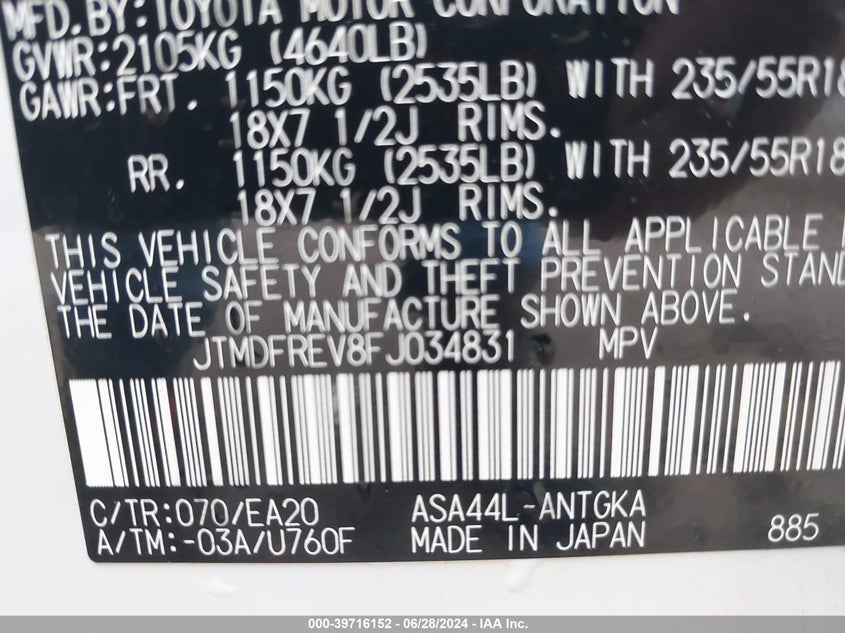 MFD.BY:TOYOTA MOTOR CORPORATION
GVWR:2105KG (4640LB)
GAWR:FRT. 1150KG (2535LB) WITH 235/55R18
18X7 1/2J RIMS.
RR. 1150KG (2535LB) WITH 235/55R18
18X7 1/2J RIMS.
THIS VEHICLE CONFORMS TO ALL APPLICABLE
VEHICLE SAFETY AND THEFT PREVENTION STAND
THE DATE OF MANUFACTURE SHOWN ABOVE.
JTMDFREV8FJ034831 MPV
C/TR:070/EA20 ASA44L-ANTGKA
A/TM:-03A/U760F MADE IN JAPAN 885
000-39716152 - 06/28/2024 - IAA Inc.